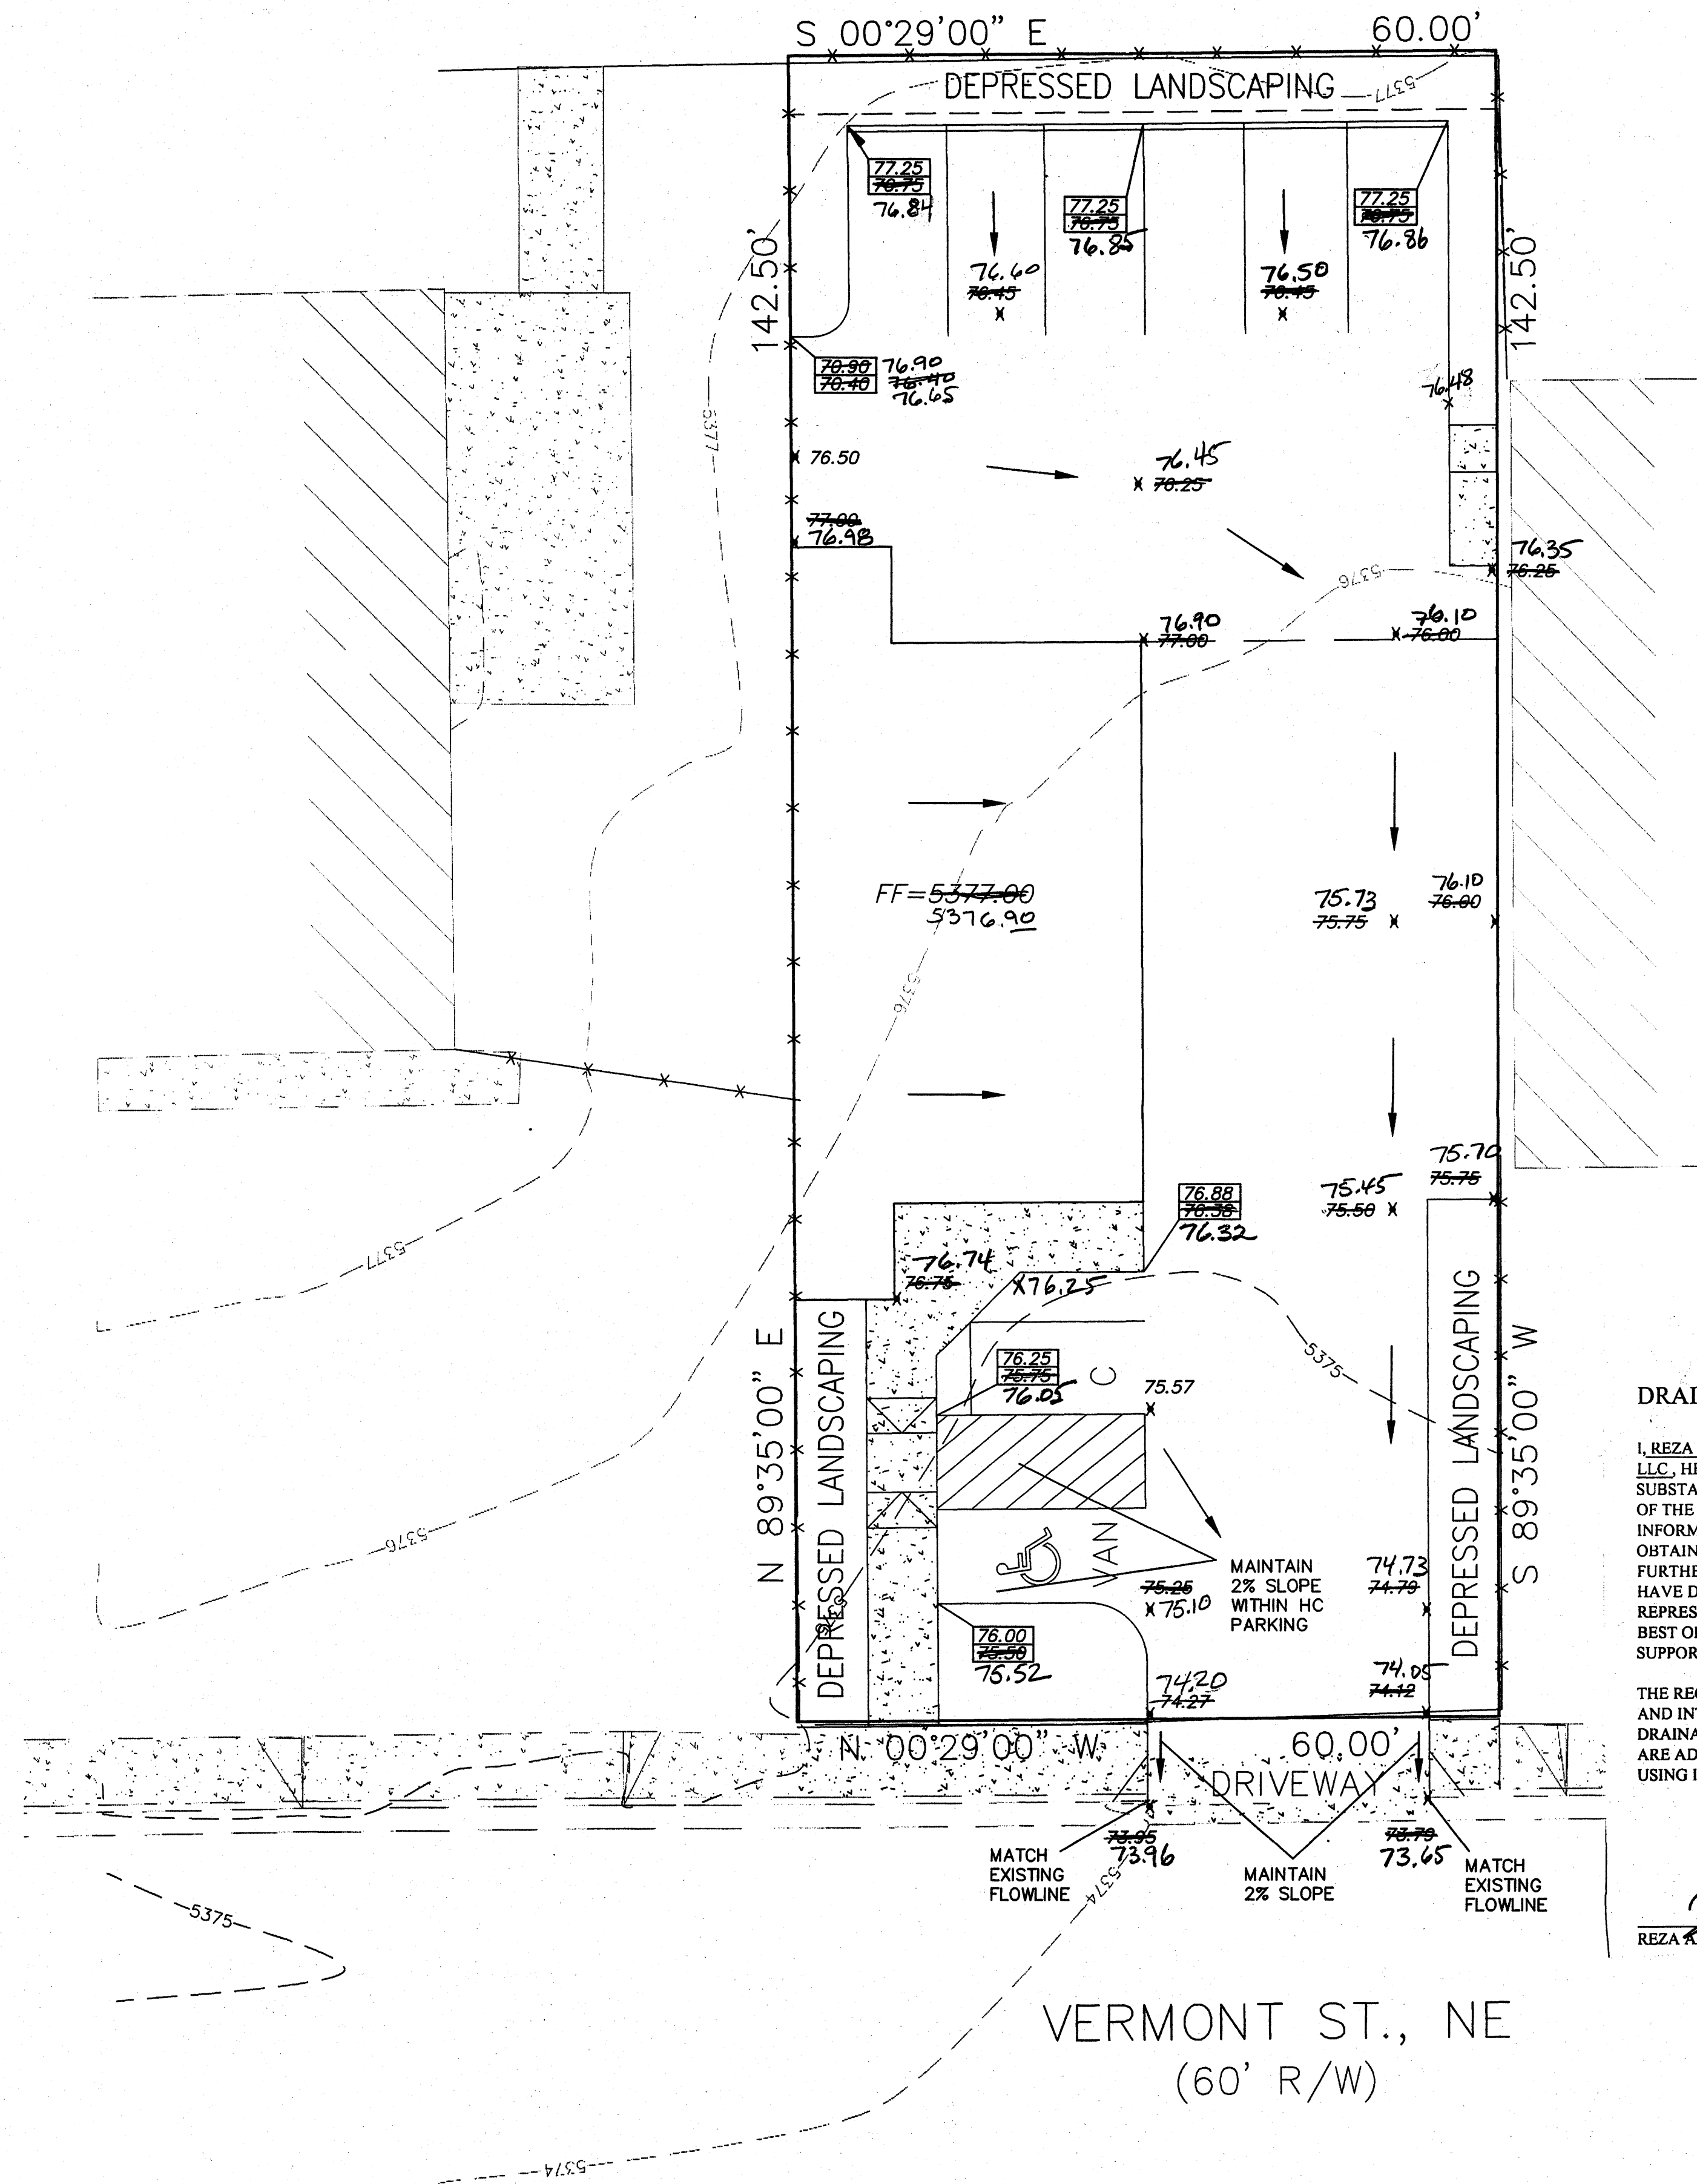 S 00°29'00" E 60.00'
DEPRESSED LANDSCAPING
5377
77.25
76.75
76.84
77.25
76.75
76.85
77.25
76.75
76.86
142.50'
142.50'
76.60
76.45
76.50
76.45
76.90
76.40
76.90
76.40
76.65
76.48
5377
76.50
76.45
76.25
77.00
76.98
76.35
76.25
5376
76.90
77.00
76.10
76.00
FF=5377.00
5376.90
75.73
75.75
76.10
76.00
5376
75.70
75.75
75.45
75.50
76.88
76.38
76.32
5377
76.74
76.75
76.25
5375
76.25
75.75
76.05
C
75.57
N 89°35'00" E
DEPRESSED LANDSCAPING
DEPRESSED LANDSCAPING
S 89°35'00" W
DRAI
I, REZA
LLC, HE
SUBSTA
OF THE
INFORM
OBTAIN
FURTHE
HAVE D
REPRES
BEST OF
SUPPOR
THE REC
AND INT
DRAINA
ARE AD
USING I
5376
VAN
MAINTAIN
2% SLOPE
WITHIN HC
PARKING
75.25
75.10
74.73
74.79
76.00
75.50
75.52
74.20
74.27
74.05
74.12
N 00°29'00" W 60.00'
DRIVEWAY
73.95
73.96
73.79
73.65
MATCH
EXISTING
FLOWLINE
MAINTAIN
2% SLOPE
MATCH
EXISTING
FLOWLINE
5374
5375
REZA A
VERMONT ST., NE
(60' R/W)
5374